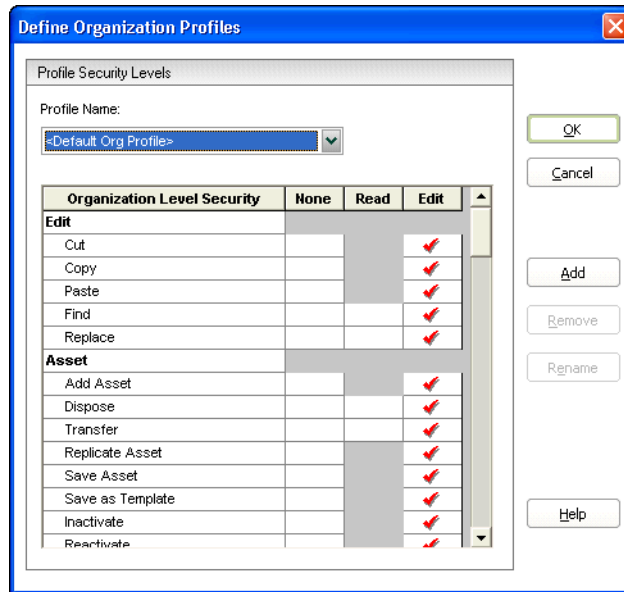 Define Organization Profiles
Profile Security Levels
Profile Name:
<Default Org Profile>
Organization Level Security None Read Edit
Edit
Cut
Copy
Paste
Find
Replace
Asset
Add Asset
Dispose
Transfer
Replicate Asset
Save Asset
Save as Template
Inactivate
Reactivate
OK
Cancel
Add
Remove
Rename
Help